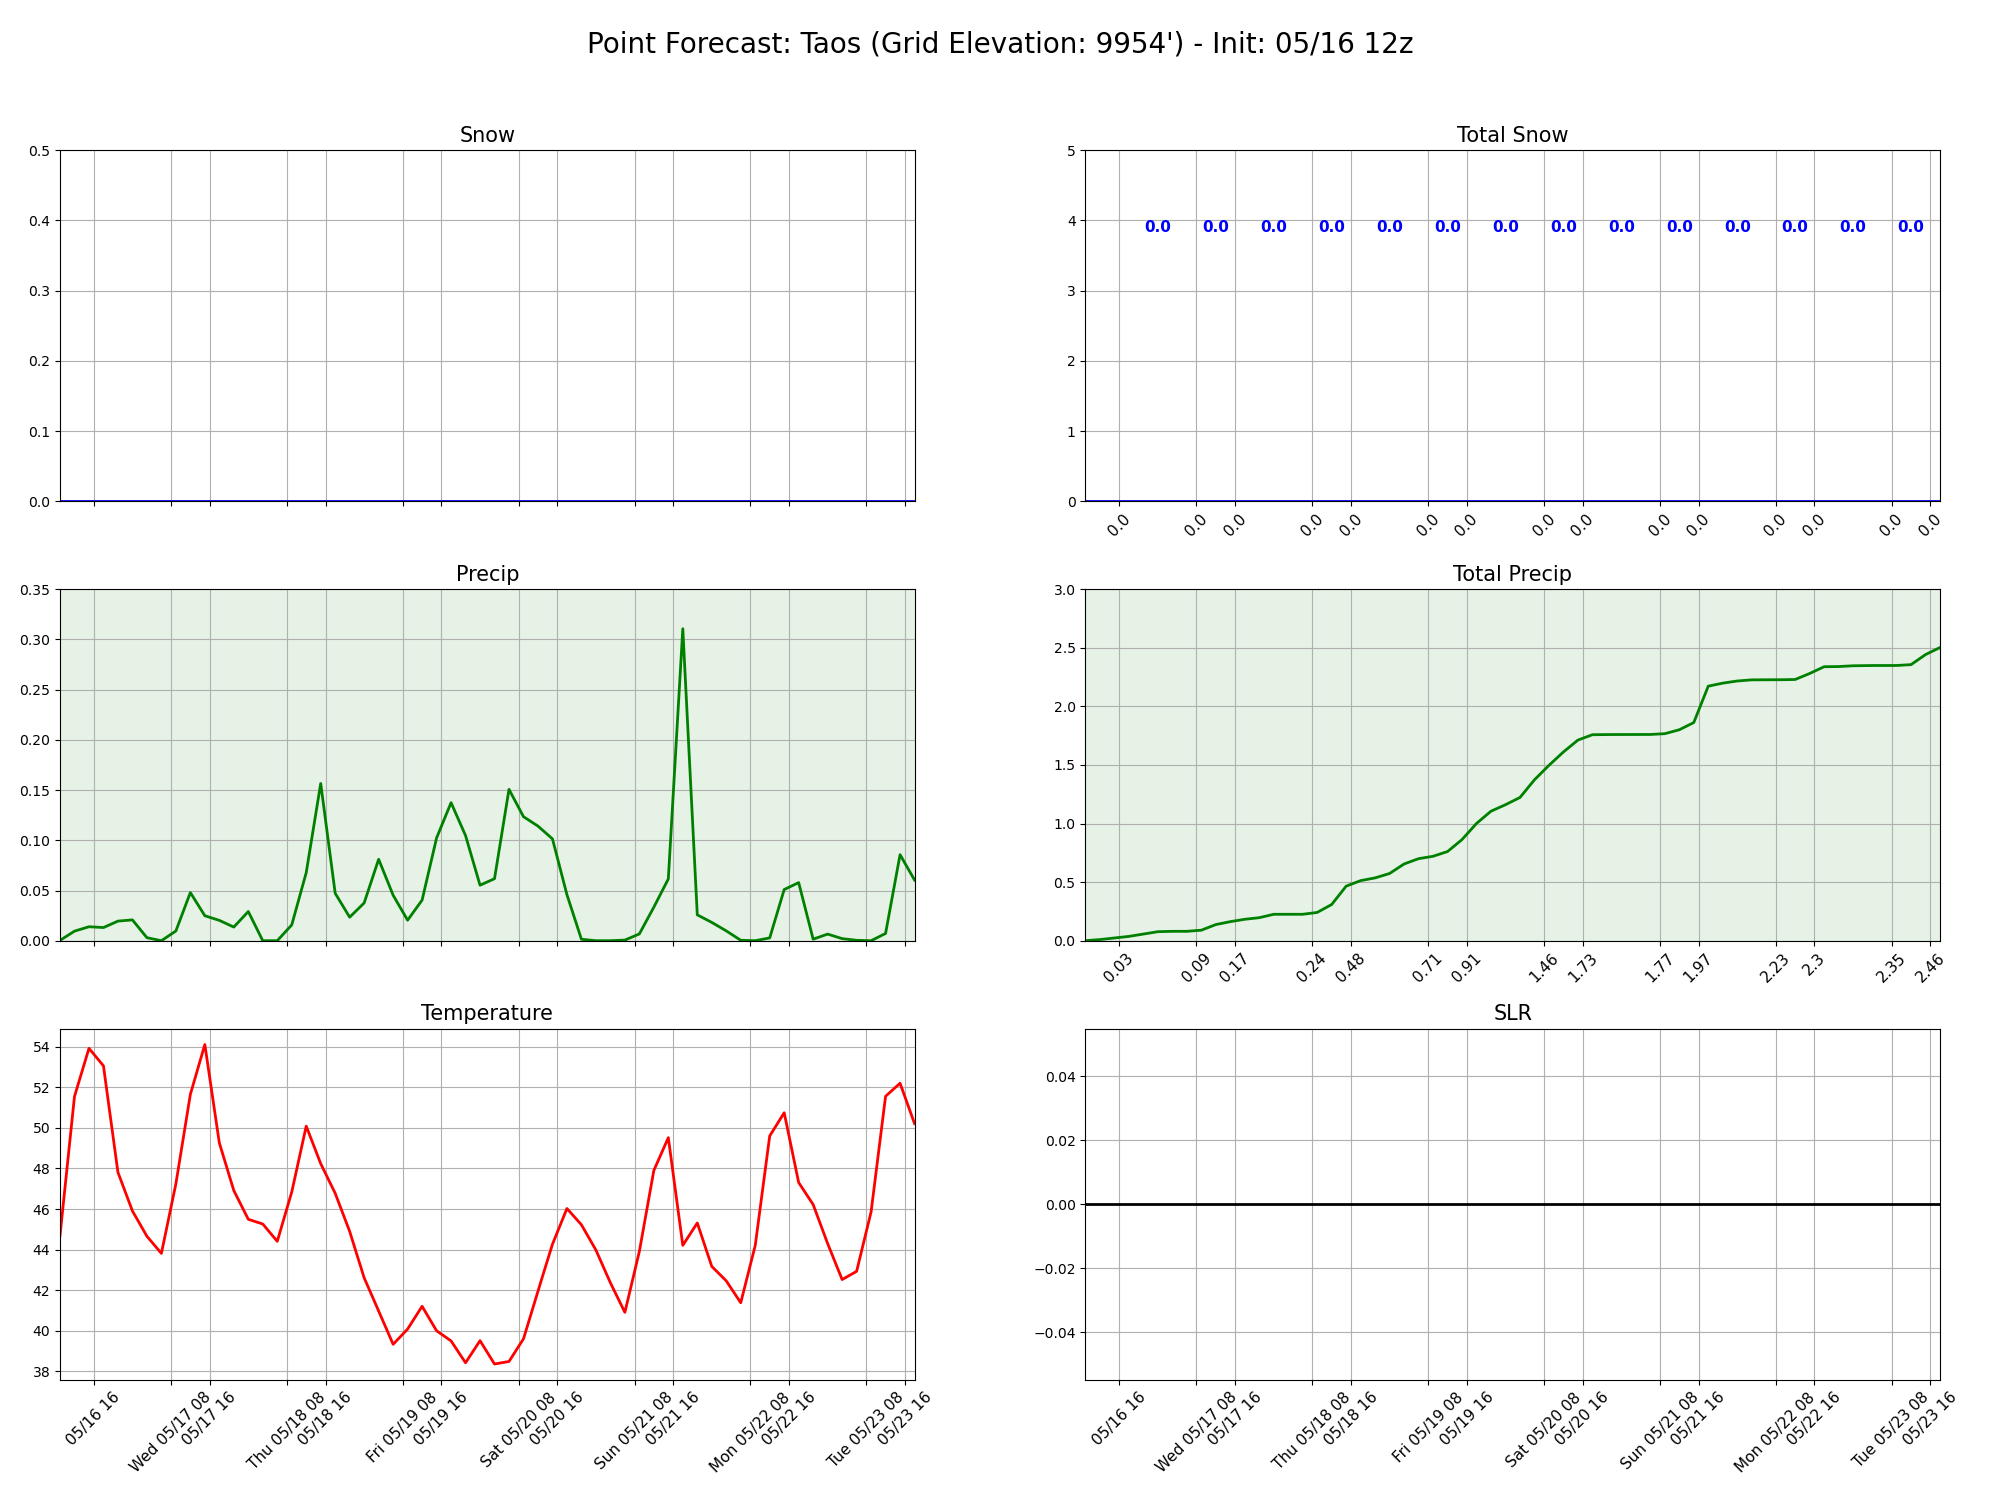 Point Forecast: Taos (Grid Elevation: 9954') - Init: 05/16 12z
Snow
0.5
0.4
0.3
0.2
0.1
0.0
Total Snow
5
4
3
2
1
0
0.0 0.0 0.0 0.0 0.0 0.0 0.0 0.0 0.0 0.0 0.0 0.0 0.0 0.0
0.0 0.0 0.0 0.0 0.0 0.0 0.0 0.0 0.0 0.0 0.0 0.0 0.0 0.0 0.0
Precip
0.35
0.30
0.25
0.20
0.15
0.10
0.05
0.00
Total Precip
3.0
2.5
2.0
1.5
1.0
0.5
0.0
0.03 0.09 0.17 0.24 0.48 0.71 0.91 1.46 1.73 1.77 1.97 2.23 2.3 2.35 2.46
Temperature
54
52
50
48
46
44
42
40
38
05/16 16
Wed 05/17 08
05/17 16
Thu 05/18 08
05/18 16
Fri 05/19 08
05/19 16
Sat 05/20 08
05/20 16
Sun 05/21 08
05/21 16
Mon 05/22 08
05/22 16
Tue 05/23 08
05/23 16
SLR
0.04
0.02
0.00
−0.02
−0.04
05/16 16
Wed 05/17 08
05/17 16
Thu 05/18 08
05/18 16
Fri 05/19 08
05/19 16
Sat 05/20 08
05/20 16
Sun 05/21 08
05/21 16
Mon 05/22 08
05/22 16
Tue 05/23 08
05/23 16